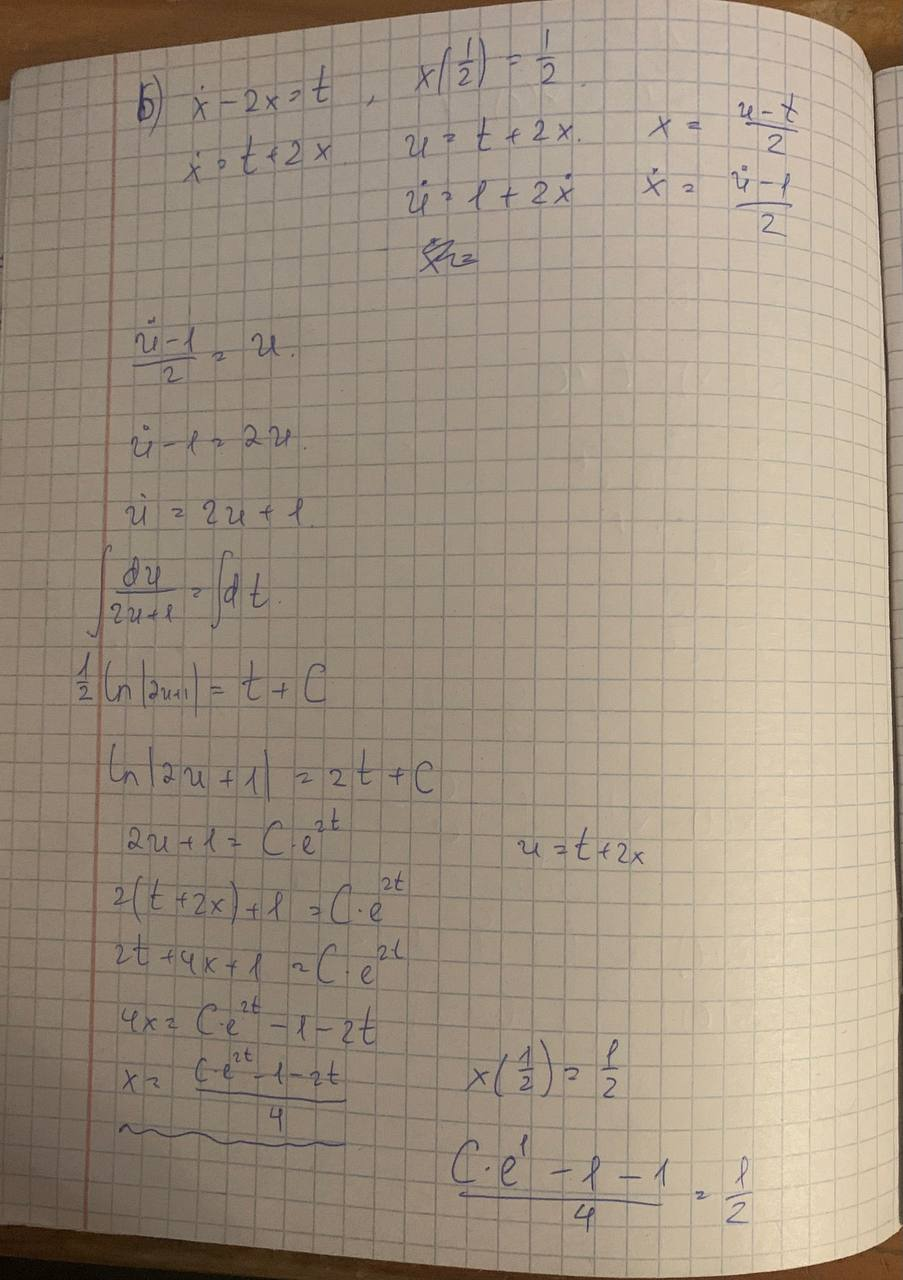 б) ẋ - 2x = t , x(1/2) = 1/2
ẋ = t + 2x u = t + 2x. x = (u - t)/2
u̇ = 1 + 2ẋ ẋ = (u̇ - 1)/2
(u̇ - 1)/2 = u.
u̇ - 1 = 2u.
u̇ = 2u + 1.
∫ du/(2u+1) = ∫ dt.
1/2 ln|2u+1| = t + C
ln|2u + 1| = 2t + C
2u + 1 = C·e^{2t} u = t + 2x
2(t + 2x) + 1 = C·e^{2t}
2t + 4x + 1 = C·e^{2t}
4x = C·e^{2t} - 1 - 2t
x = (C·e^{2t} - 1 - 2t)/4 x(1/2) = 1/2
(C·e^1 - 1 - 1)/4 = 1/2